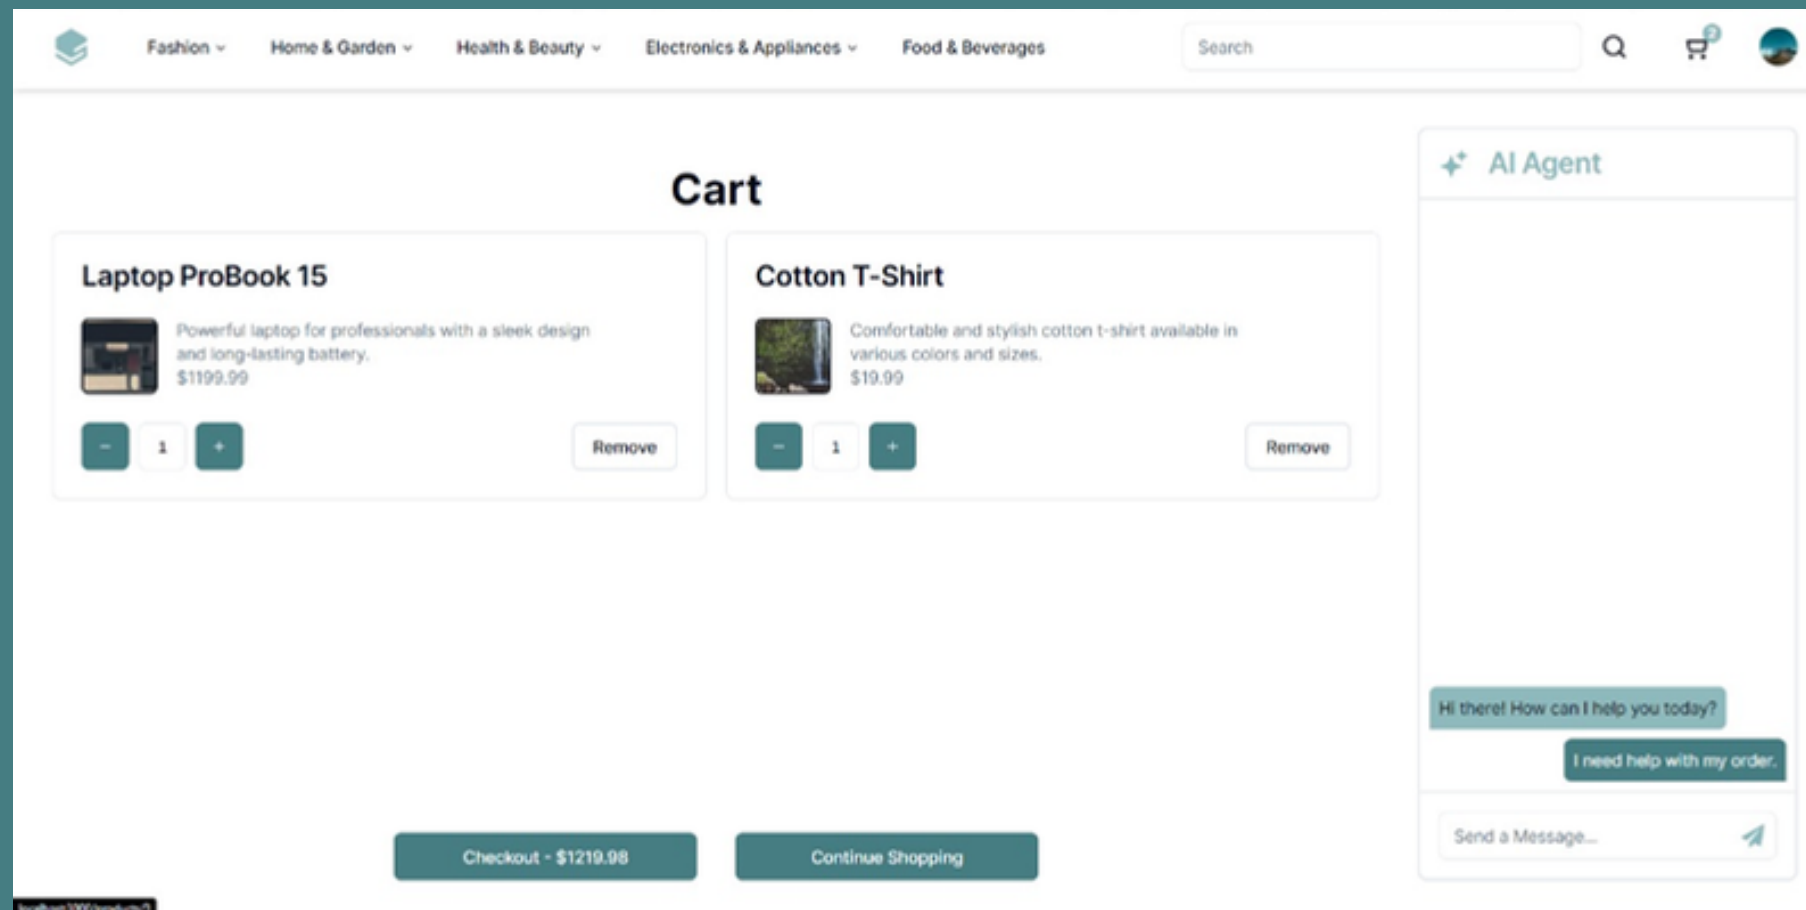 Fashion
Home & Garden
Health & Beauty
Electronics & Appliances
Food & Beverages
Search
2
Cart
Laptop ProBook 15
Powerful laptop for professionals with a sleek design
and long-lasting battery.
$1199.99
- 1 +
Remove
Cotton T-Shirt
Comfortable and stylish cotton t-shirt available in
various colors and sizes.
$19.99
- 1 +
Remove
Checkout - $1219.98
Continue Shopping
AI Agent
Hi there! How can I help you today?
I need help with my order.
Send a Message...